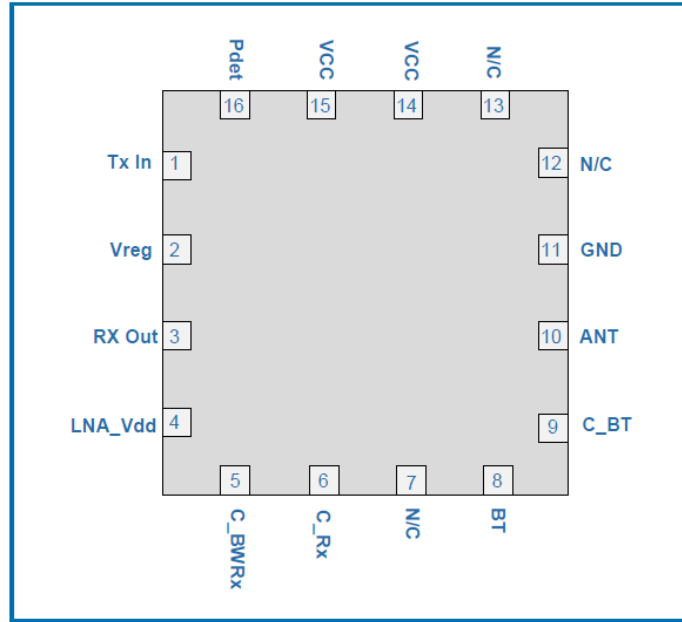 Pdet VCC VCC N/C
16 15 14 13
Tx In 1 12 N/C
Vreg 2 11 GND
RX Out 3 10 ANT
LNA_Vdd 4 9 C_BT
5 6 7 8
C_BWRx C_Rx N/C BT